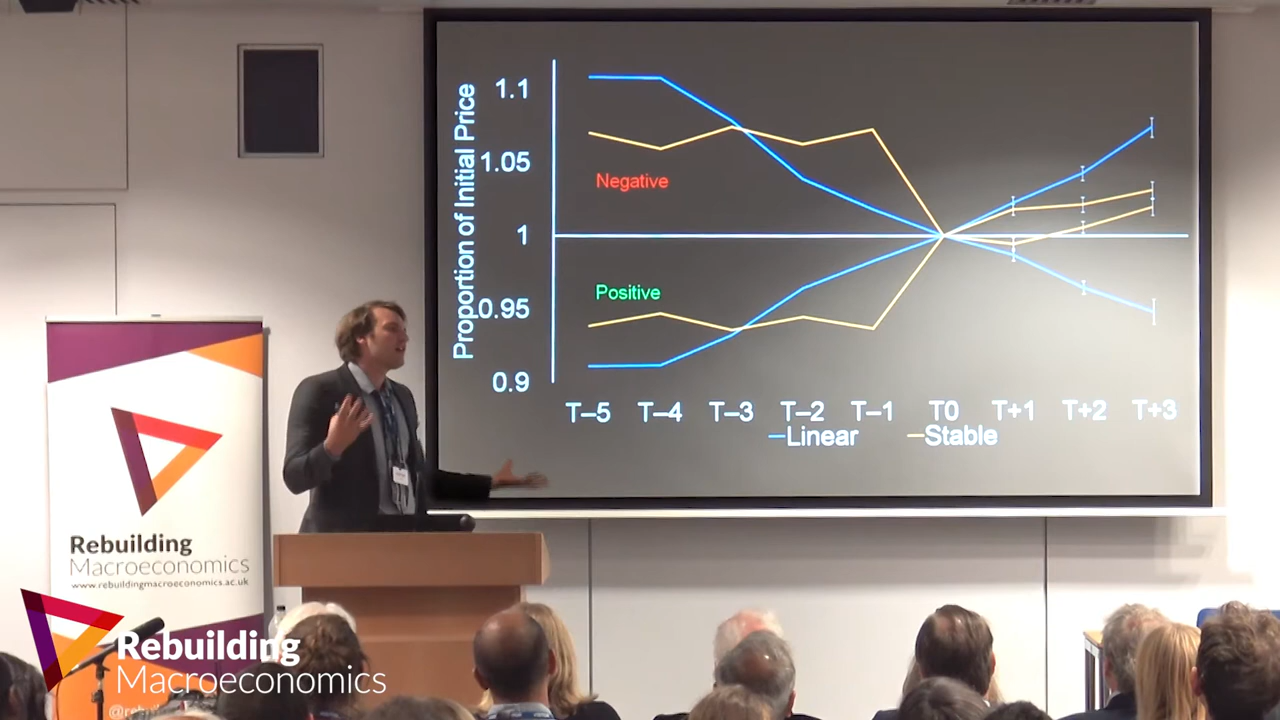 Proportion of Initial Price
1.1
1.05
1
0.95
0.9
Negative
Positive
T–5 T–4 T–3 T–2 T–1 T0 T+1 T+2 T+3
Linear Stable
Rebuilding
Macroeconomics
www.rebuildingmacroeconomics.ac.uk
Rebuilding
Macroeconomics